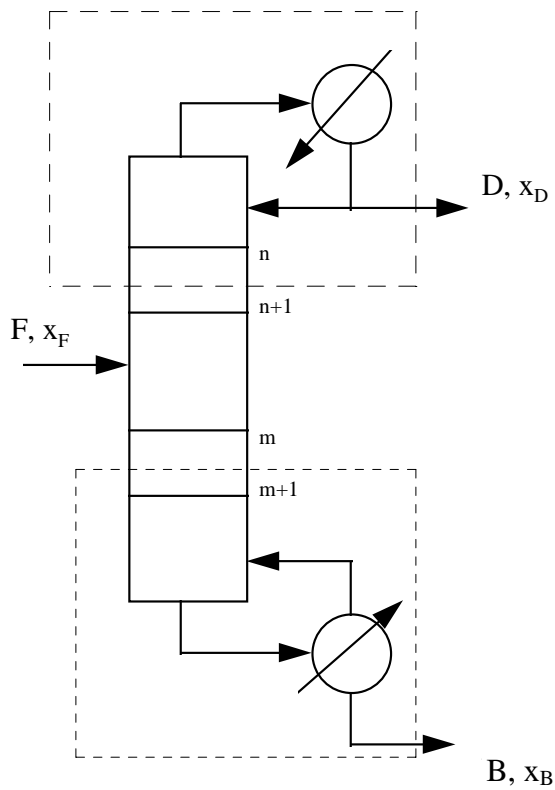 D, x_D
n
n+1
F, x_F
m
m+1
B, x_B